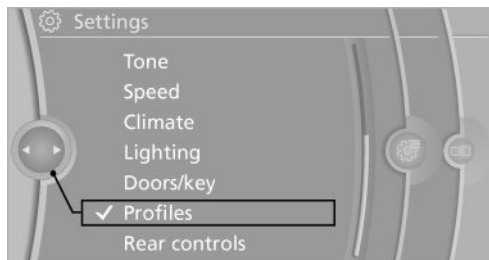 Settings
Tone
Speed
Climate
Lighting
Doors/key
Profiles
Rear controls